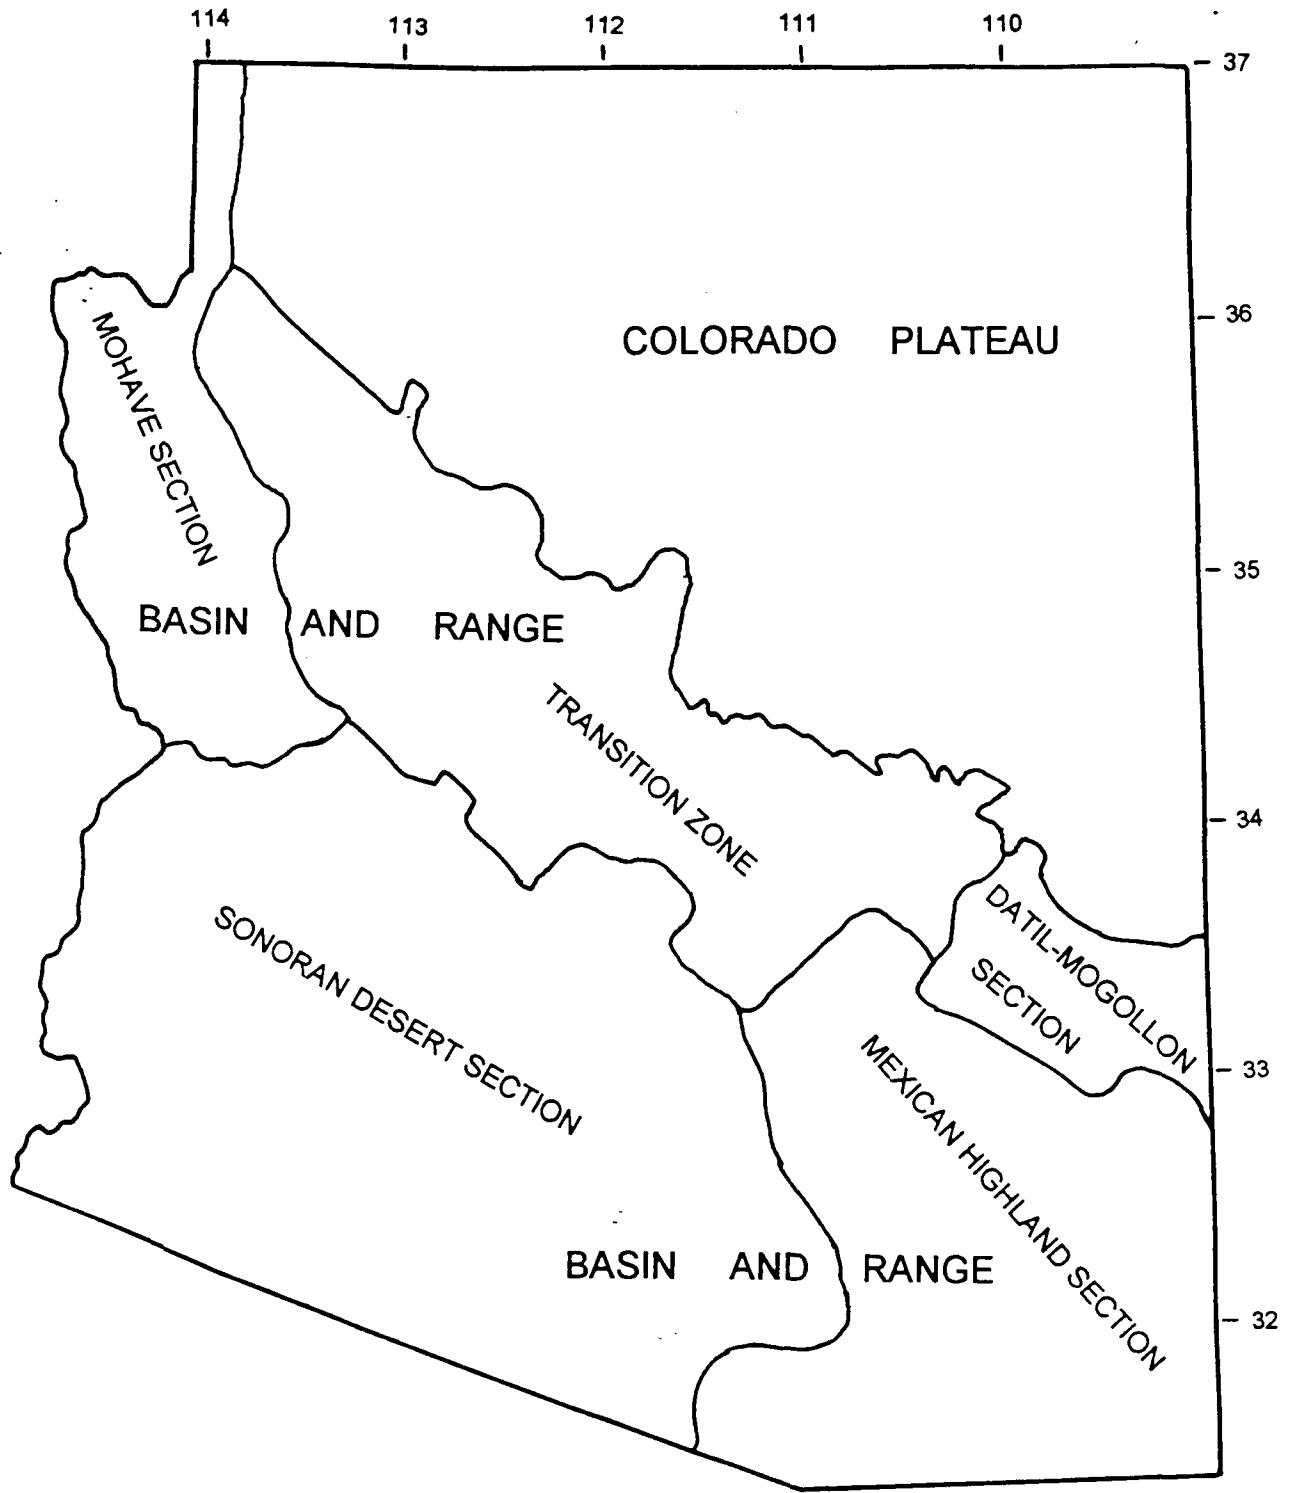 114 113 112 111 110
37
36
COLORADO PLATEAU
MOHAVE SECTION
35
BASIN AND RANGE
TRANSITION ZONE
34
DATIL-MOGOLLON
SECTION
SONORAN DESERT SECTION
33
MEXICAN HIGHLAND SECTION
BASIN AND RANGE
32